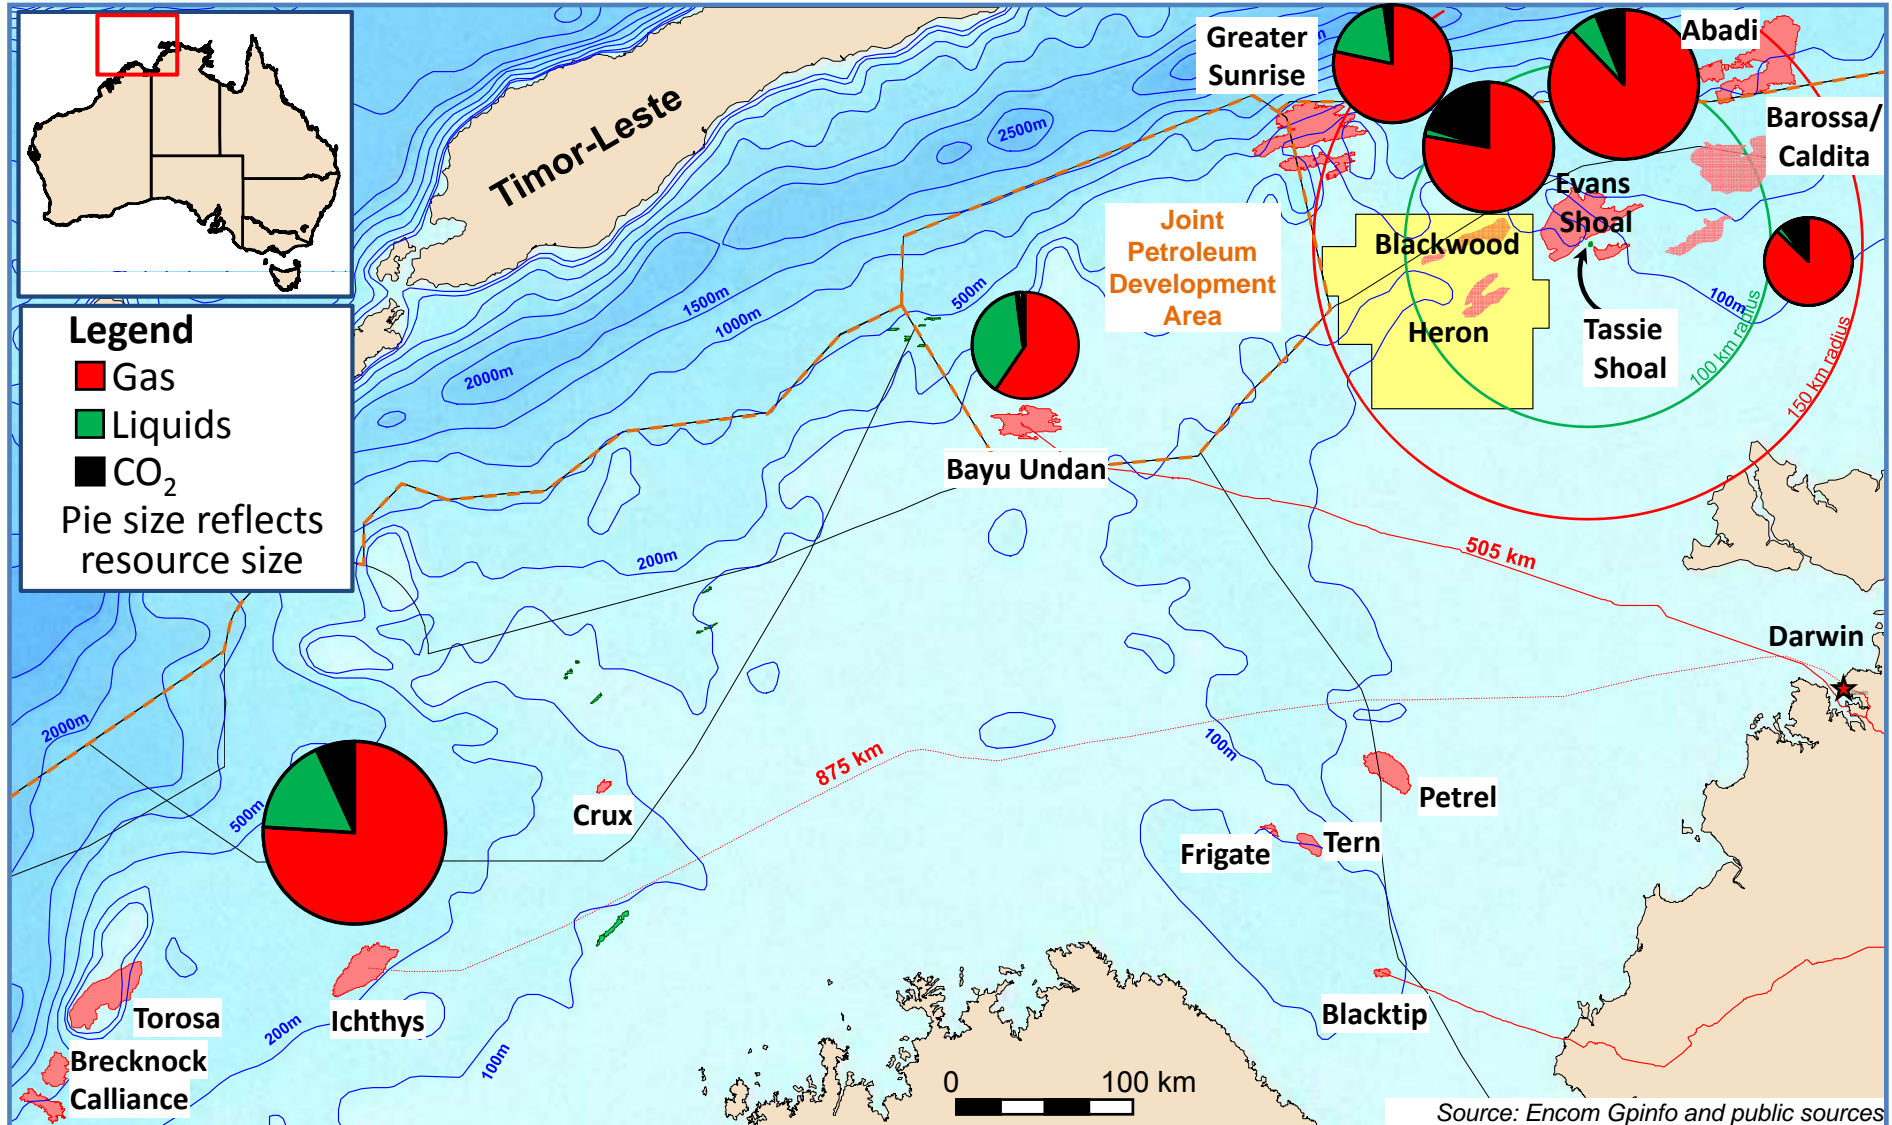 Legend
Gas
Liquids
CO₂
Pie size reflects
resource size
Timor-Leste
Greater
Sunrise
Abadi
Barossa/
Caldita
Evans
Shoal
Blackwood
Heron
Tassie
Shoal
100 km radius
150 km radius
Joint
Petroleum
Development
Area
2500m
1500m
1000m
2000m
500m
100m
Bayu Undan
200m
505 km
Darwin
2000m
875 km
100m
500m
Crux
Petrel
Frigate
Tern
Torosa
Ichthys
Blacktip
200m
100m
Brecknock
Calliance
0 100 km
Source: Encom Gpinfo and public sources